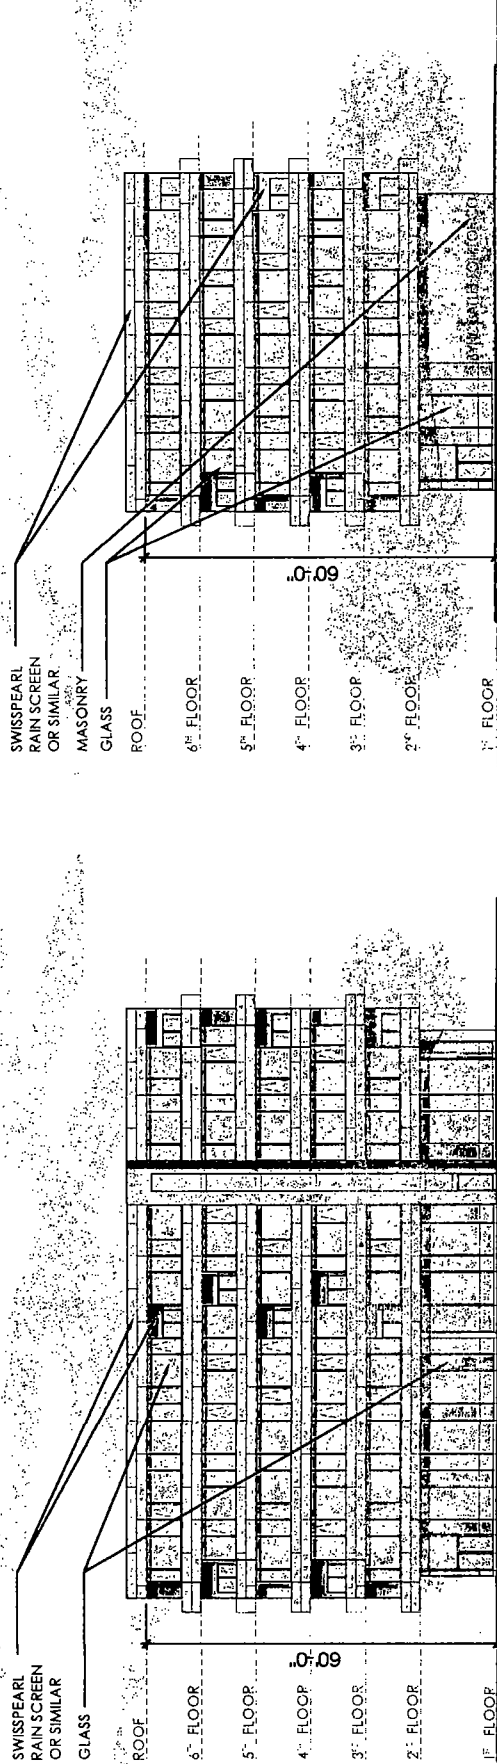 SWISSPEARL
RAIN SCREEN
OR SIMILAR
MASONRY
GLASS
ROOF
6TH FLOOR
5TH FLOOR
4TH FLOOR
3RD FLOOR
2ND FLOOR
FLOOR
60'-0"
SWISSPEARL
RAIN SCREEN
OR SIMILAR
GLASS
ROOF
6TH FLOOR
5TH FLOOR
4TH FLOOR
3RD FLOOR
2ND FLOOR
FLOOR
60'-0"